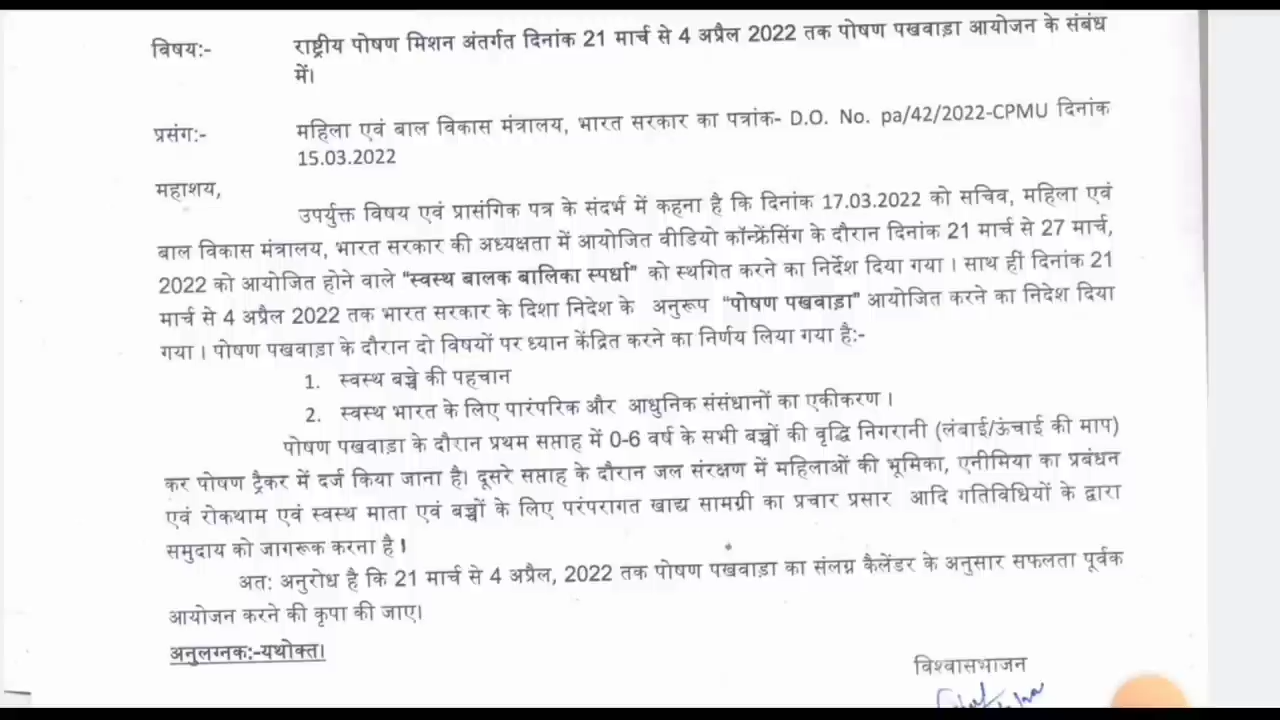 विषय:- राष्ट्रीय पोषण मिशन अंतर्गत दिनांक 21 मार्च से 4 अप्रैल 2022 तक पोषण पखवाड़ा आयोजन के संबंध
में।
प्रसंग:- महिला एवं बाल विकास मंत्रालय, भारत सरकार का पत्रांक- D.O. No. pa/42/2022-CPMU दिनांक
15.03.2022
महाशय,
उपर्युक्त विषय एवं प्रासंगिक पत्र के संदर्भ में कहना है कि दिनांक 17.03.2022 को सचिव, महिला एवं
बाल विकास मंत्रालय, भारत सरकार की अध्यक्षता में आयोजित वीडियो कॉन्फ्रेंसिंग के दौरान दिनांक 21 मार्च से 27 मार्च,
2022 को आयोजित होने वाले “स्वस्थ बालक बालिका स्पर्धा” को स्थगित करने का निर्देश दिया गया । साथ हीं दिनांक 21
मार्च से 4 अप्रैल 2022 तक भारत सरकार के दिशा निदेश के अनुरूप “पोषण पखवाड़ा” आयोजित करने का निदेश दिया
गया । पोषण पखवाड़ा के दौरान दो विषयों पर ध्यान केंद्रित करने का निर्णय लिया गया है:-
1. स्वस्थ बच्चे की पहचान
2. स्वस्थ भारत के लिए पारंपरिक और आधुनिक संसंधानों का एकीकरण ।
पोषण पखवाड़ा के दौरान प्रथम सप्ताह में 0-6 वर्ष के सभी बच्चों की वृद्धि निगरानी (लंबाई/ऊंचाई की माप)
कर पोषण ट्रैकर में दर्ज किया जाना है। दूसरे सप्ताह के दौरान जल संरक्षण में महिलाओं की भूमिका, एनीमिया का प्रबंधन
एवं रोकथाम एवं स्वस्थ माता एवं बच्चों के लिए परंपरागत खाद्य सामग्री का प्रचार प्रसार आदि गतिविधियों के द्वारा
समुदाय को जागरूक करना है।
अत: अनुरोध है कि 21 मार्च से 4 अप्रैल, 2022 तक पोषण पखवाड़ा का संलग्न कैलेंडर के अनुसार सफलता पूर्वक
आयोजन करने की कृपा की जाए।
अनुलग्नक:-यथोक्त।
विश्वासभाजन